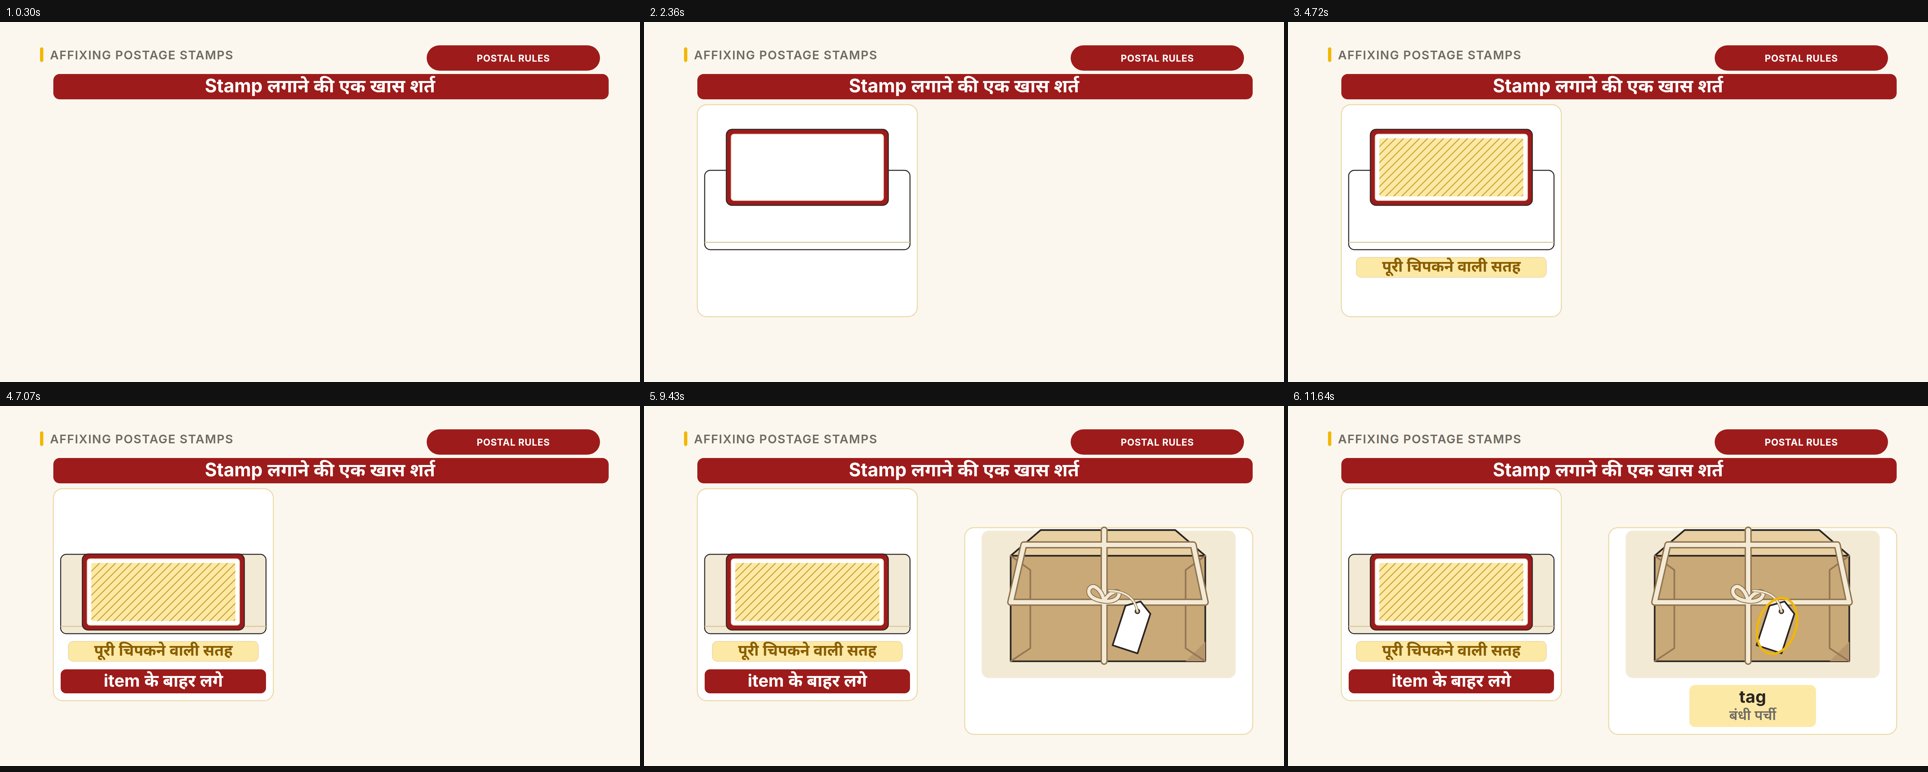 1. 0.30s
AFFIXING POSTAGE STAMPS
POSTAL RULES
Stamp लगाने की एक खास शर्त
2. 2.36s
AFFIXING POSTAGE STAMPS
POSTAL RULES
Stamp लगाने की एक खास शर्त
3. 4.72s
AFFIXING POSTAGE STAMPS
POSTAL RULES
Stamp लगाने की एक खास शर्त
पूरी चिपकने वाली सतह
4. 7.07s
AFFIXING POSTAGE STAMPS
POSTAL RULES
Stamp लगाने की एक खास शर्त
पूरी चिपकने वाली सतह
item के बाहर लगे
5. 9.43s
AFFIXING POSTAGE STAMPS
POSTAL RULES
Stamp लगाने की एक खास शर्त
पूरी चिपकने वाली सतह
item के बाहर लगे
6. 11.64s
AFFIXING POSTAGE STAMPS
POSTAL RULES
Stamp लगाने की एक खास शर्त
पूरी चिपकने वाली सतह
item के बाहर लगे
tag
बंधी पर्ची